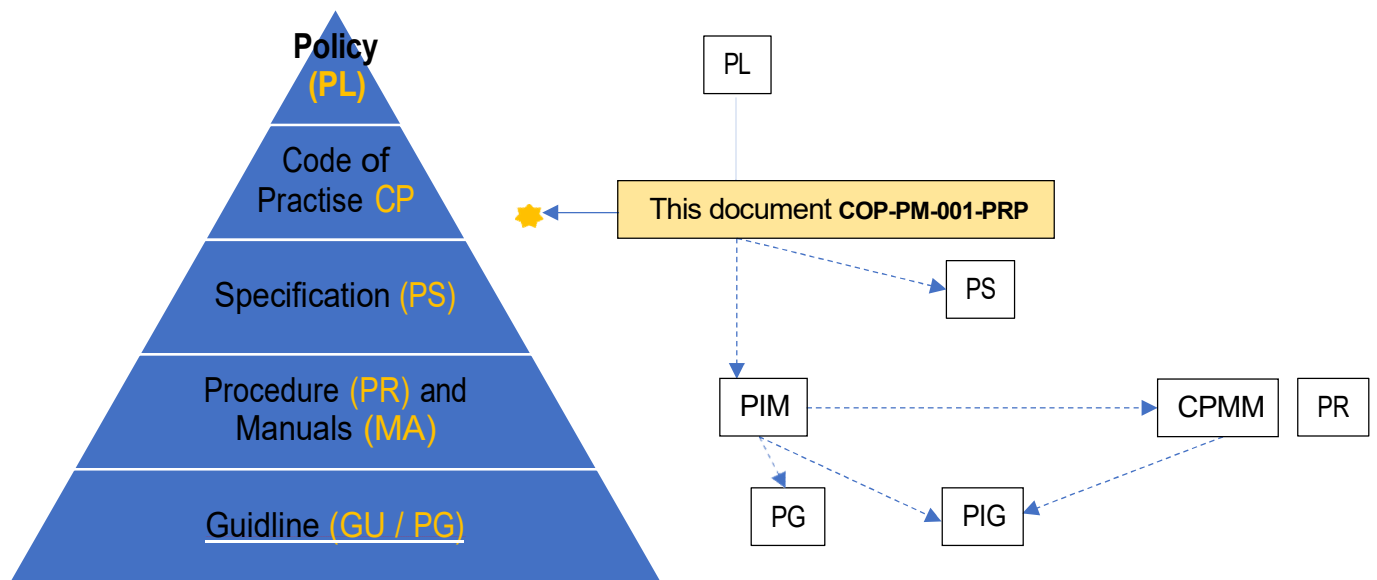 Policy
(PL)
Code of
Practise CP
Specification (PS)
Procedure (PR) and
Manuals (MA)
Guidline (GU / PG)
PL
This document COP-PM-001-PRP
PS
PIM
CPMM
PR
PG
PIG